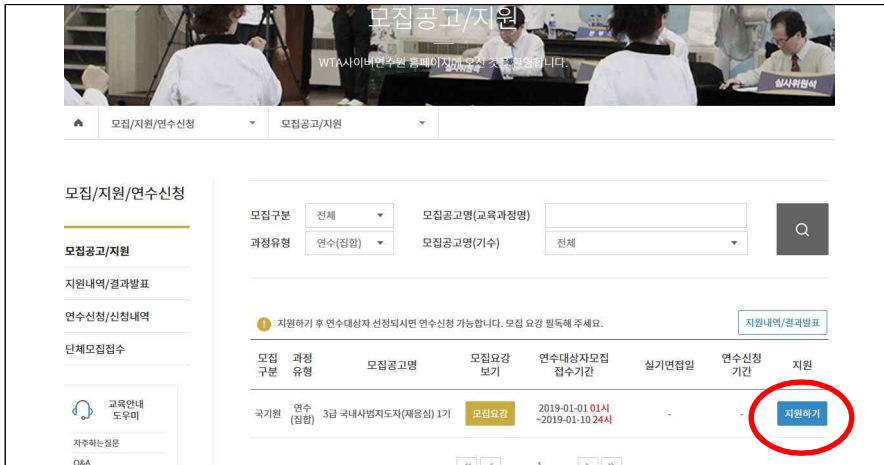 모집공고/지원
WTA사이버연수원 홈페이지에 오신 것을 환영합니다.
심사위원석
심사위원석
모집/지원/연수신청
모집공고/지원
모집/지원/연수신청
모집공고/지원
지원내역/결과발표
연수신청/신청내역
단체모집접수
교육안내
도우미
자주하는질문
Q&A
모집구분 전체 모집공고명(교육과정명)
과정유형 연수(집합) 모집공고명(기수) 전체
! 지원하기 후 연수대상자 선정되시면 연수신청 가능합니다. 모집 요강 필독해 주세요.
지원내역/결과발표
모집구분 과정유형 모집공고명 모집요강보기 연수대상자모집접수기간 실기면접일 연수신청기간 지원
국기원 연수(집합) 3급 국내사범지도자(재응심) 1기 모집요강 2019-01-01 01시 ~2019-01-10 24시 - - 지원하기
1